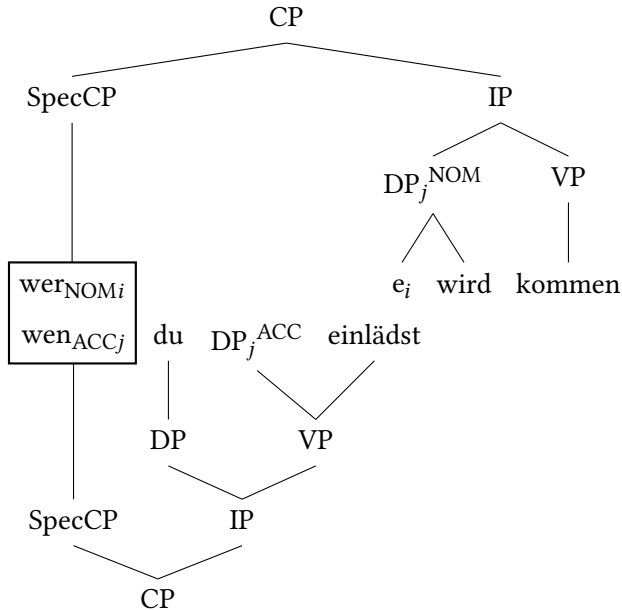 CP
SpecCP IP
DP_j^NOM VP
wer_NOMi e_i wird kommen
wen_ACCj du DP_j^ACC einlädst
DP VP
SpecCP IP
CP